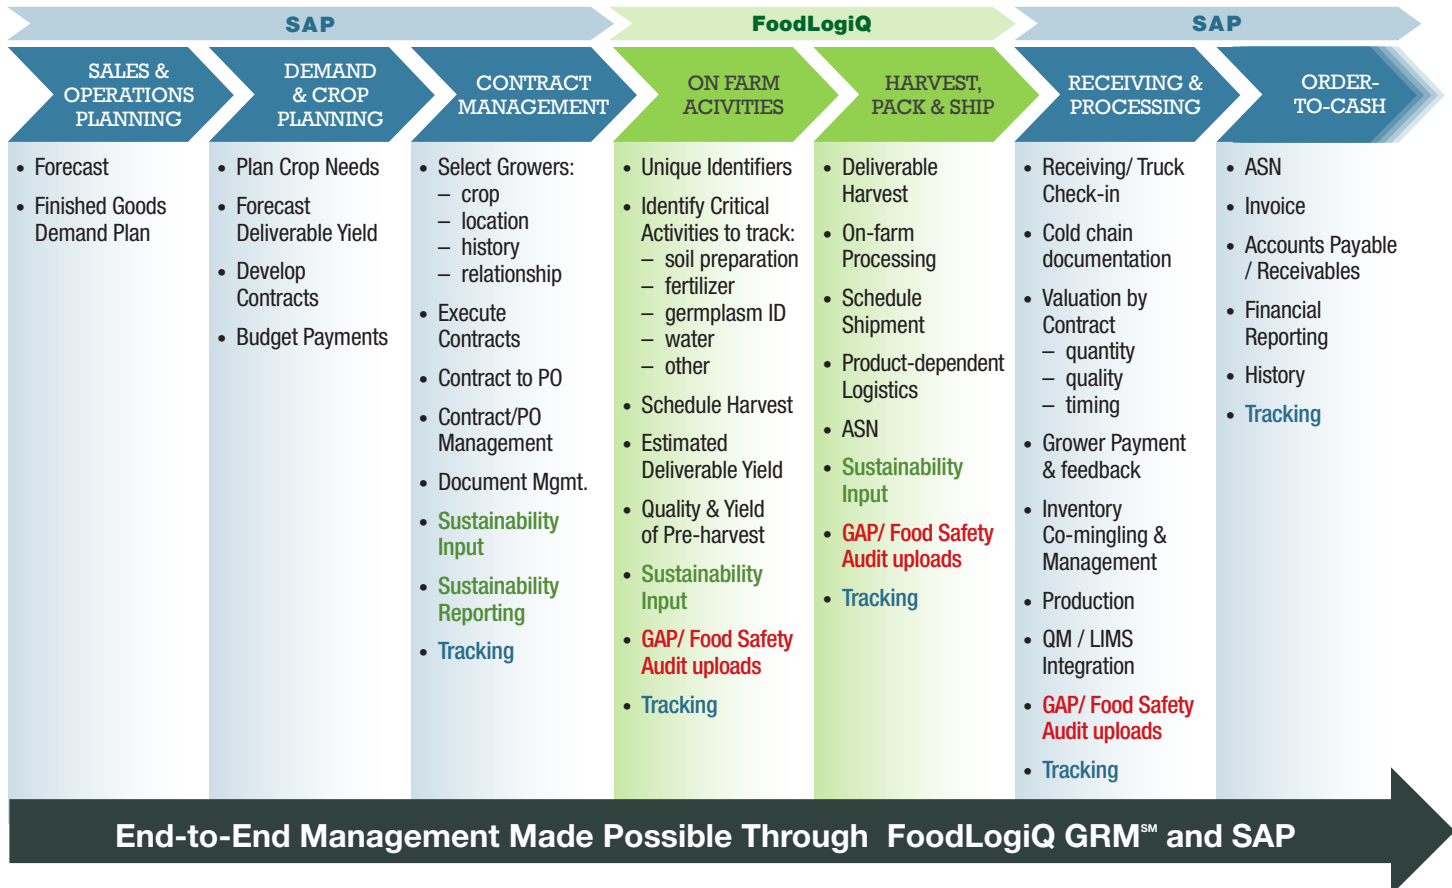 SAP
FoodLogiQ
SAP
SALES &
OPERATIONS
PLANNING
DEMAND
& CROP
PLANNING
CONTRACT
MANAGEMENT
ON FARM
ACIVITIES
HARVEST,
PACK & SHIP
RECEIVING &
PROCESSING
ORDER-
TO-CASH
• Forecast
• Finished Goods
Demand Plan
• Plan Crop Needs
• Forecast
Deliverable Yield
• Develop
Contracts
• Budget Payments
• Select Growers:
– crop
– location
– history
– relationship
• Execute
Contracts
• Contract to PO
• Contract/PO
Management
• Document Mgmt.
• Sustainability
Input
• Sustainability
Reporting
• Tracking
• Unique Identifiers
• Identify Critical
Activities to track:
– soil preparation
– fertilizer
– germplasm ID
– water
– other
• Schedule Harvest
• Estimated
Deliverable Yield
• Quality & Yield
of Pre-harvest
• Sustainability
Input
• GAP/ Food Safety
Audit uploads
• Tracking
• Deliverable
Harvest
• On-farm
Processing
• Schedule
Shipment
• Product-dependent
Logistics
• ASN
• Sustainability
Input
• GAP/ Food Safety
Audit uploads
• Tracking
• Receiving/ Truck
Check-in
• Cold chain
documentation
• Valuation by
Contract
– quantity
– quality
– timing
• Grower Payment
& feedback
• Inventory
Co-mingling &
Management
• Production
• QM / LIMS
Integration
• GAP/ Food Safety
Audit uploads
• Tracking
• ASN
• Invoice
• Accounts Payable
/ Receivables
• Financial
Reporting
• History
• Tracking
End-to-End Management Made Possible Through FoodLogiQ GRM℠ and SAP